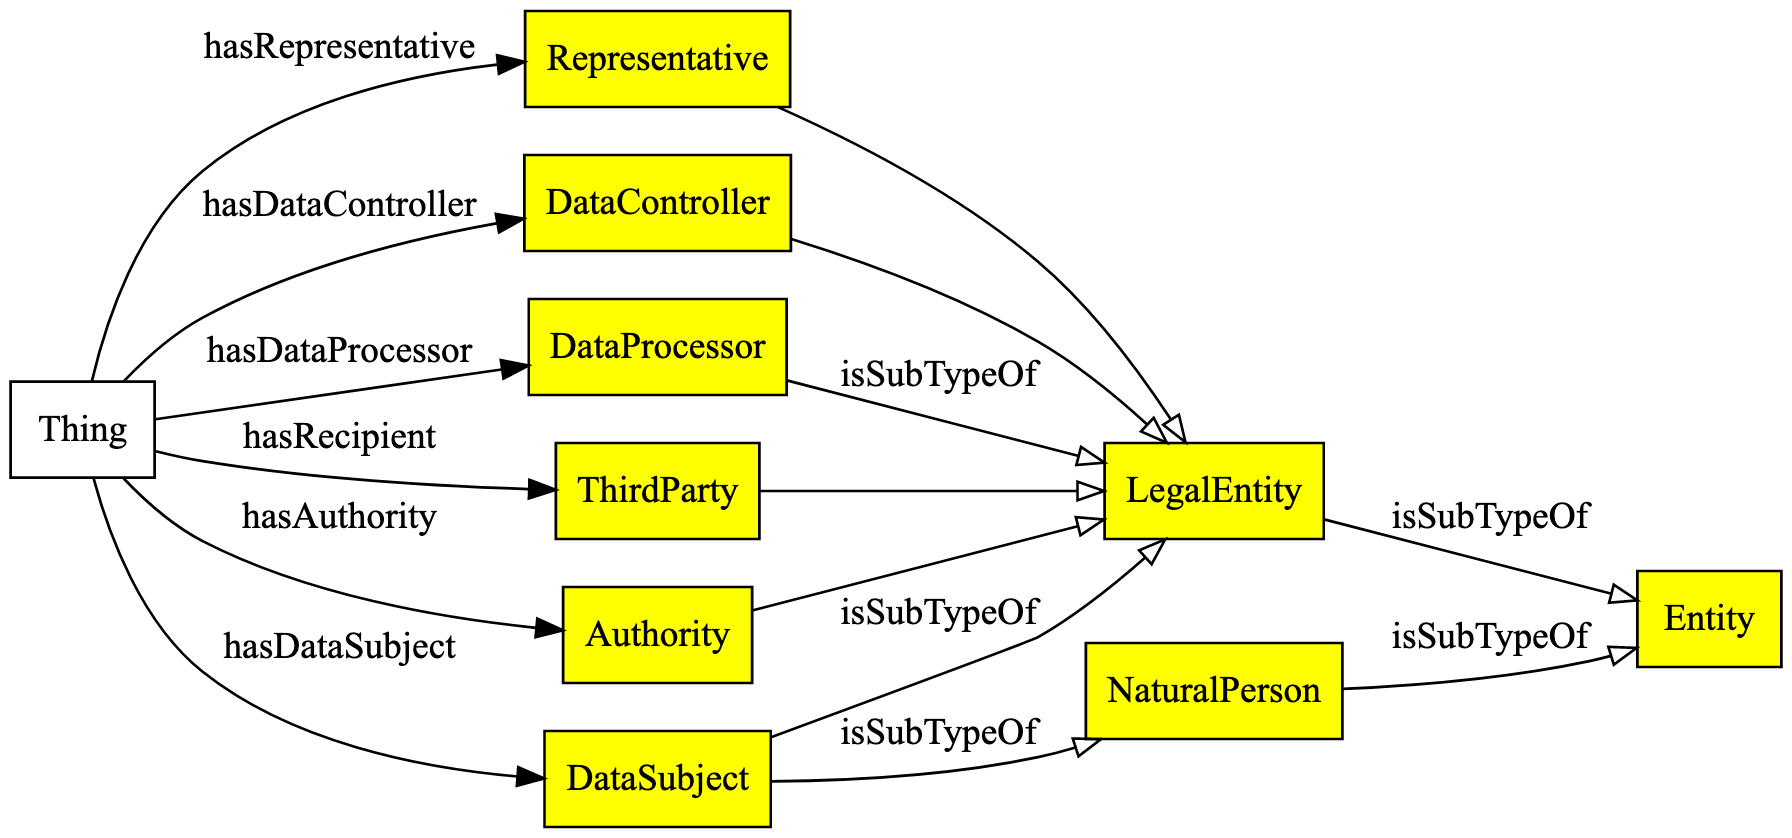 hasRepresentative
Representative
hasDataController
DataController
hasDataProcessor
DataProcessor
isSubTypeOf
Thing
hasRecipient
ThirdParty
LegalEntity
hasAuthority
isSubTypeOf
Authority
isSubTypeOf
Entity
isSubTypeOf
hasDataSubject
NaturalPerson
isSubTypeOf
DataSubject